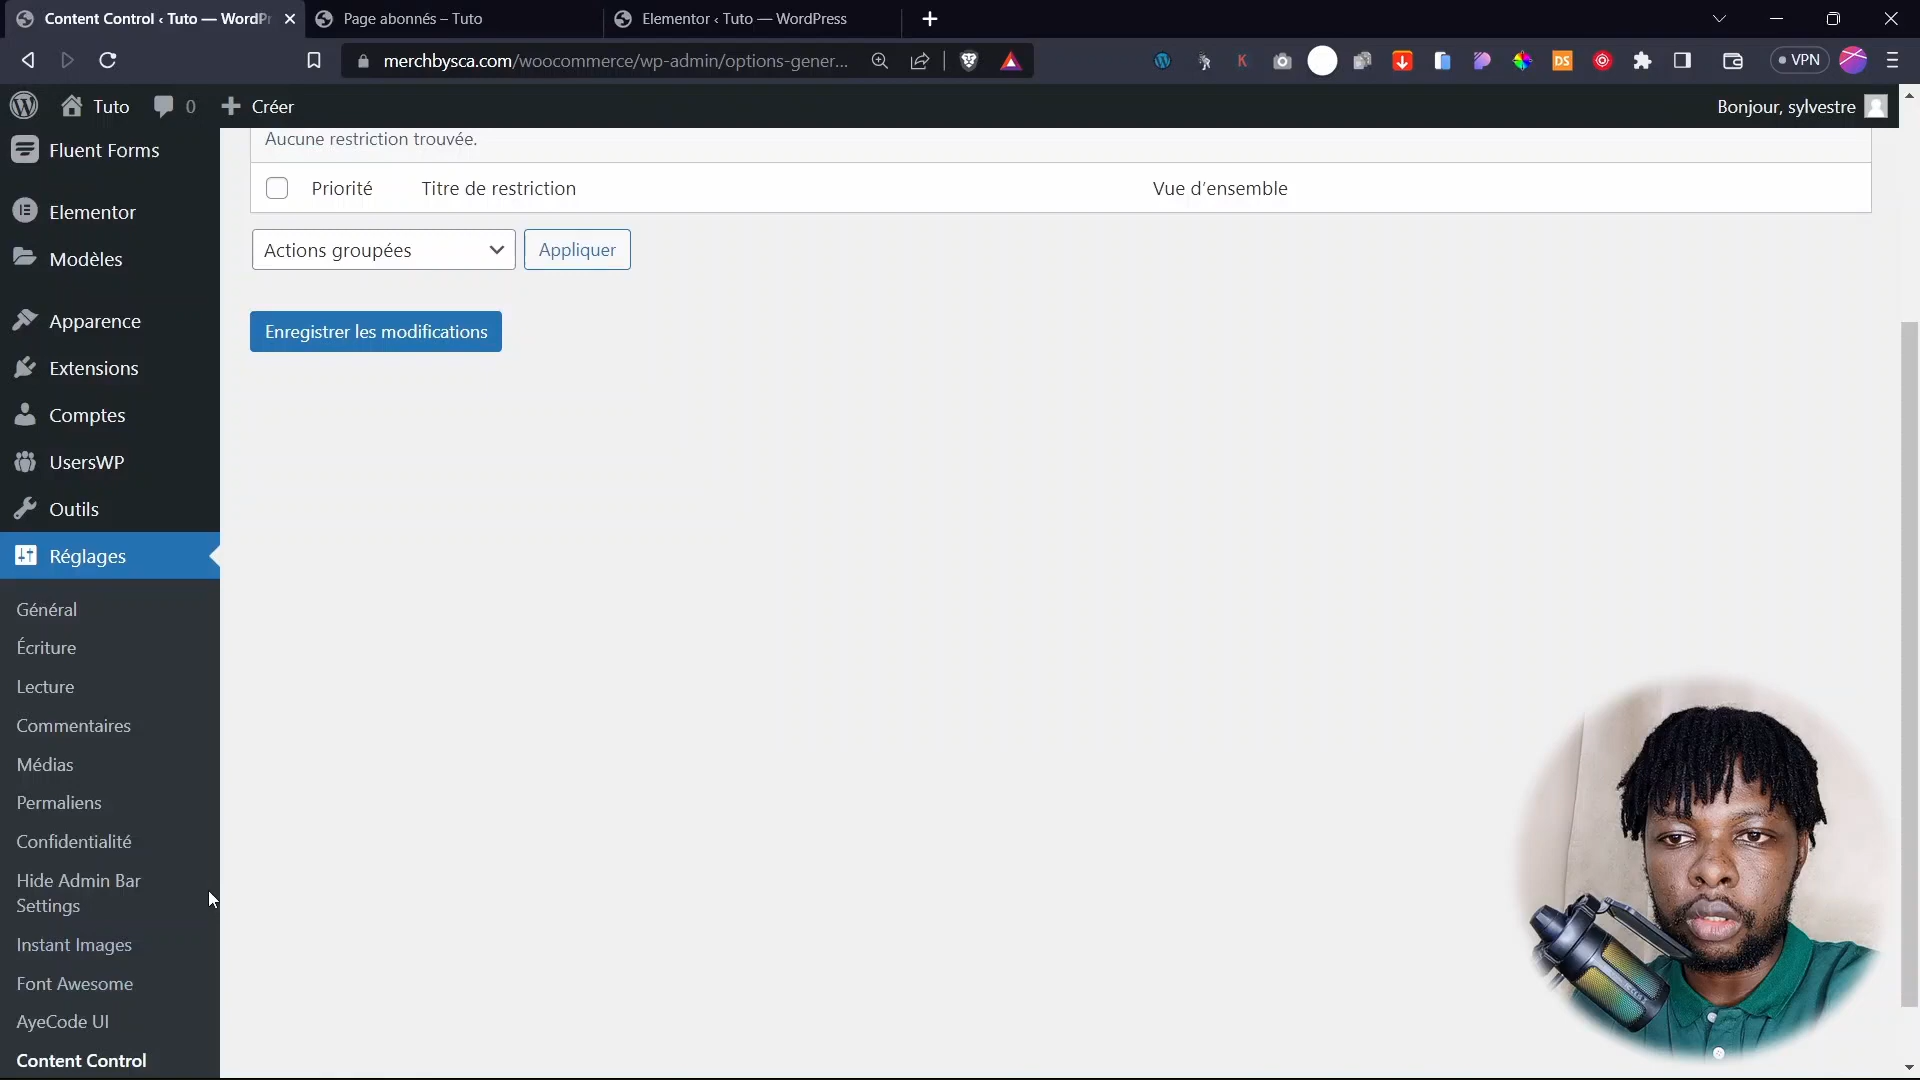 Content Control ‹ Tuto — WordPr
Page abonnés – Tuto
Elementor ‹ Tuto — WordPress
merchbysca.com/woocommerce/wp-admin/options-gener...
K
DS
VPN
Tuto
0
Créer
Bonjour, sylvestre
Fluent Forms
Elementor
Modèles
Apparence
Extensions
Comptes
UsersWP
Outils
Réglages
Général
Écriture
Lecture
Commentaires
Médias
Permaliens
Confidentialité
Hide Admin Bar
Settings
Instant Images
Font Awesome
AyeCode UI
Content Control
Aucune restriction trouvée.
Priorité
Titre de restriction
Vue d'ensemble
Actions groupées
Appliquer
Enregistrer les modifications